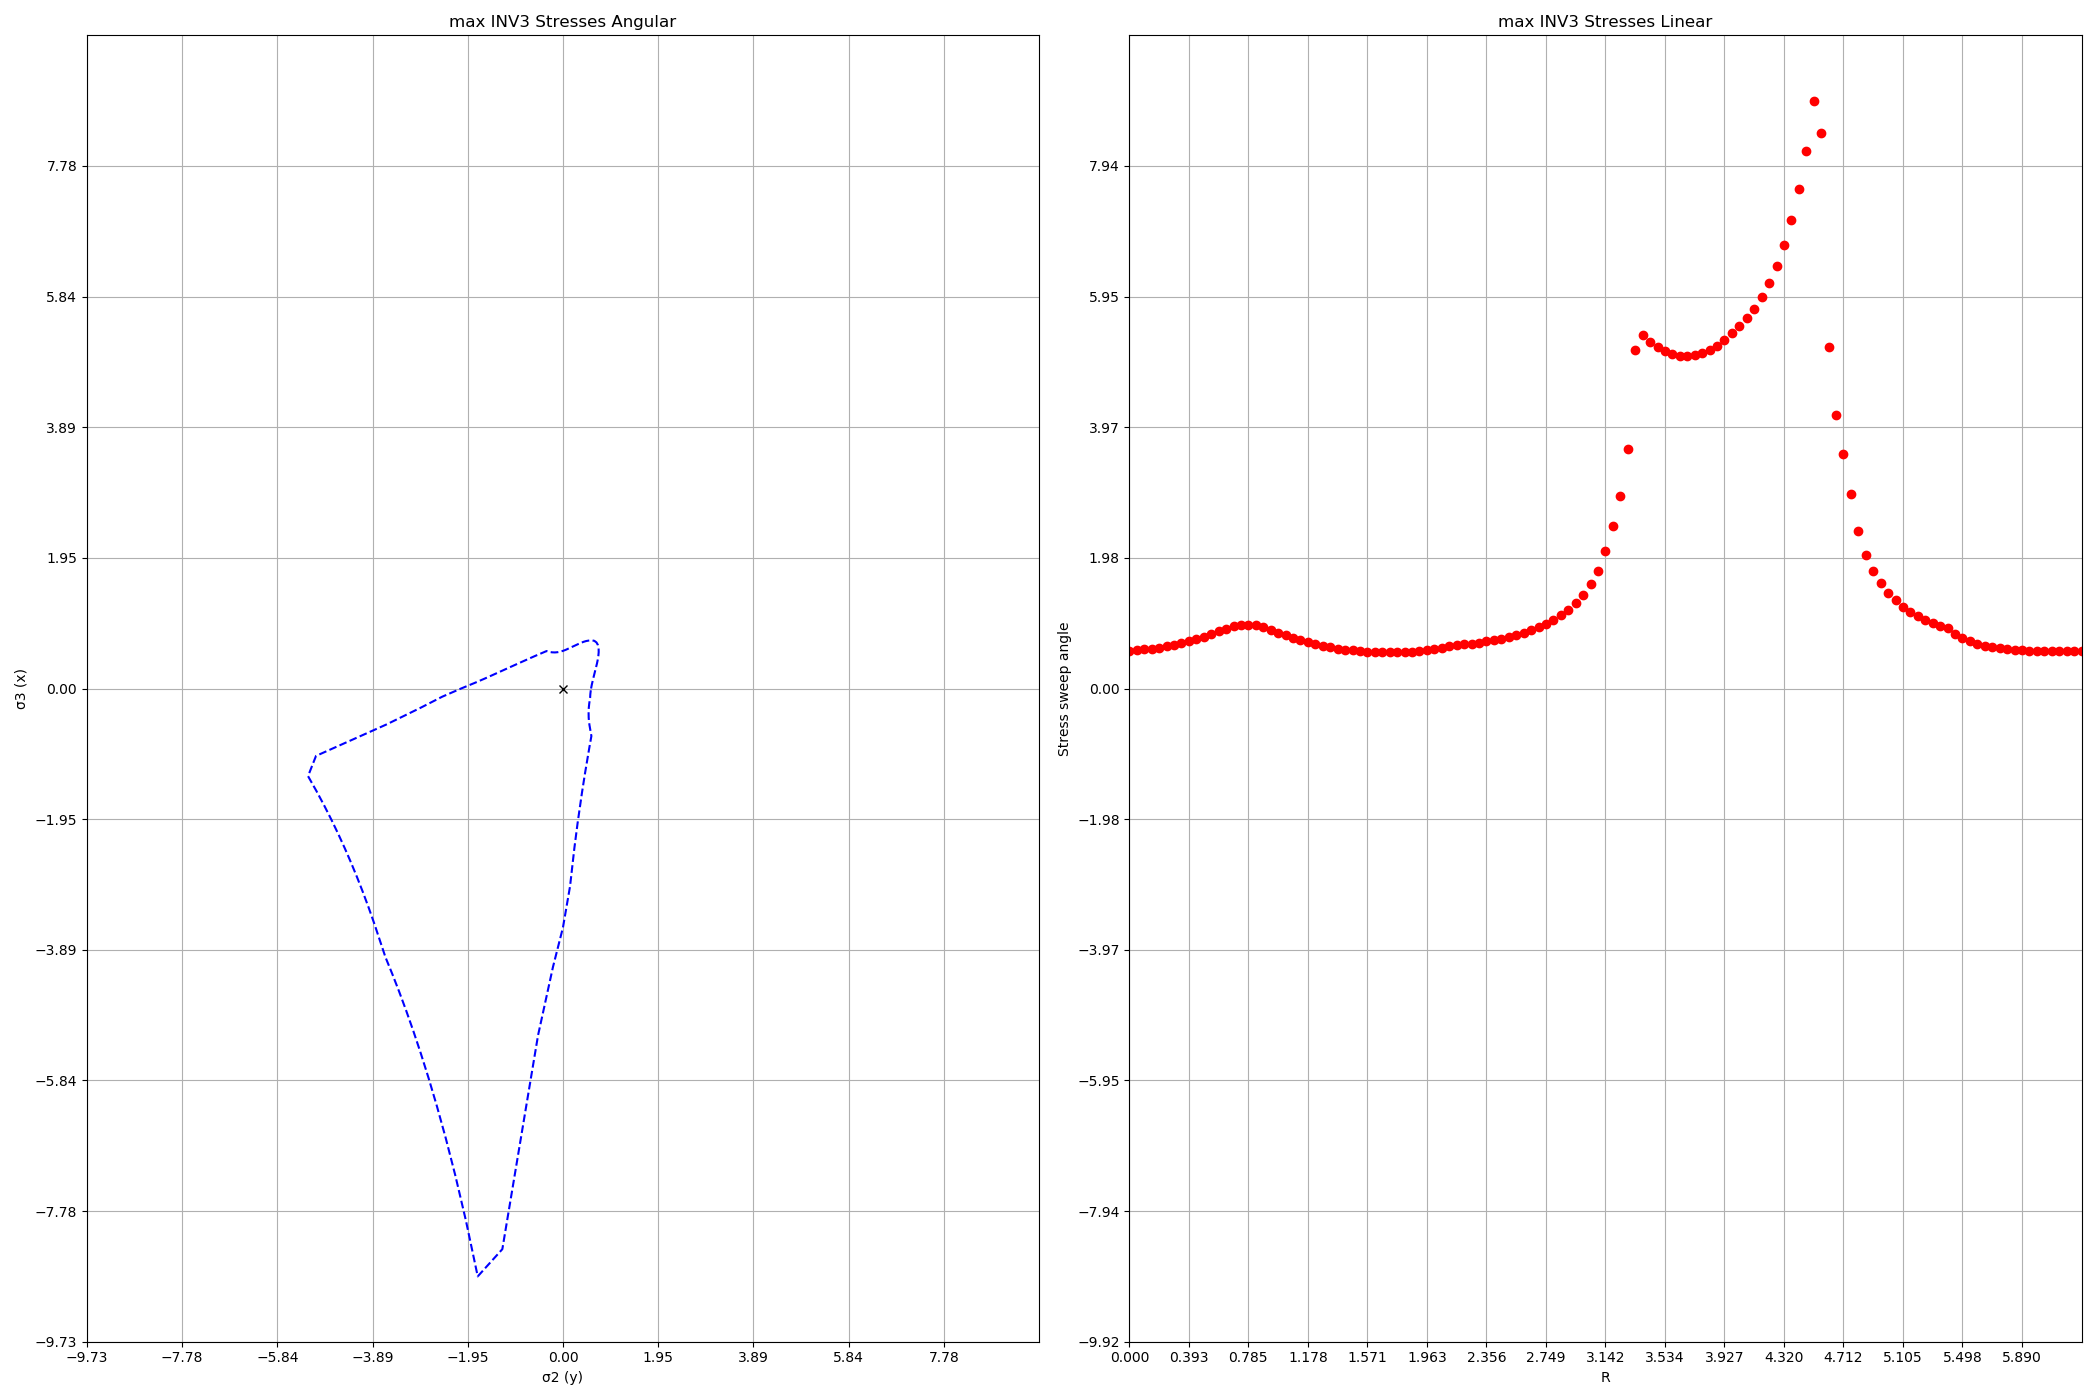 max INV3 Stresses Angular
7.78
5.84
3.89
1.95
0.00
−1.95
−3.89
−5.84
−7.78
−9.73
σ3 (x)
−9.73 −7.78 −5.84 −3.89 −1.95 0.00 1.95 3.89 5.84 7.78
σ2 (y)
max INV3 Stresses Linear
7.94
5.95
3.97
1.98
0.00
−1.98
−3.97
−5.95
−7.94
−9.92
Stress sweep angle
0.000 0.393 0.785 1.178 1.571 1.963 2.356 2.749 3.142 3.534 3.927 4.320 4.712 5.105 5.498 5.890
R